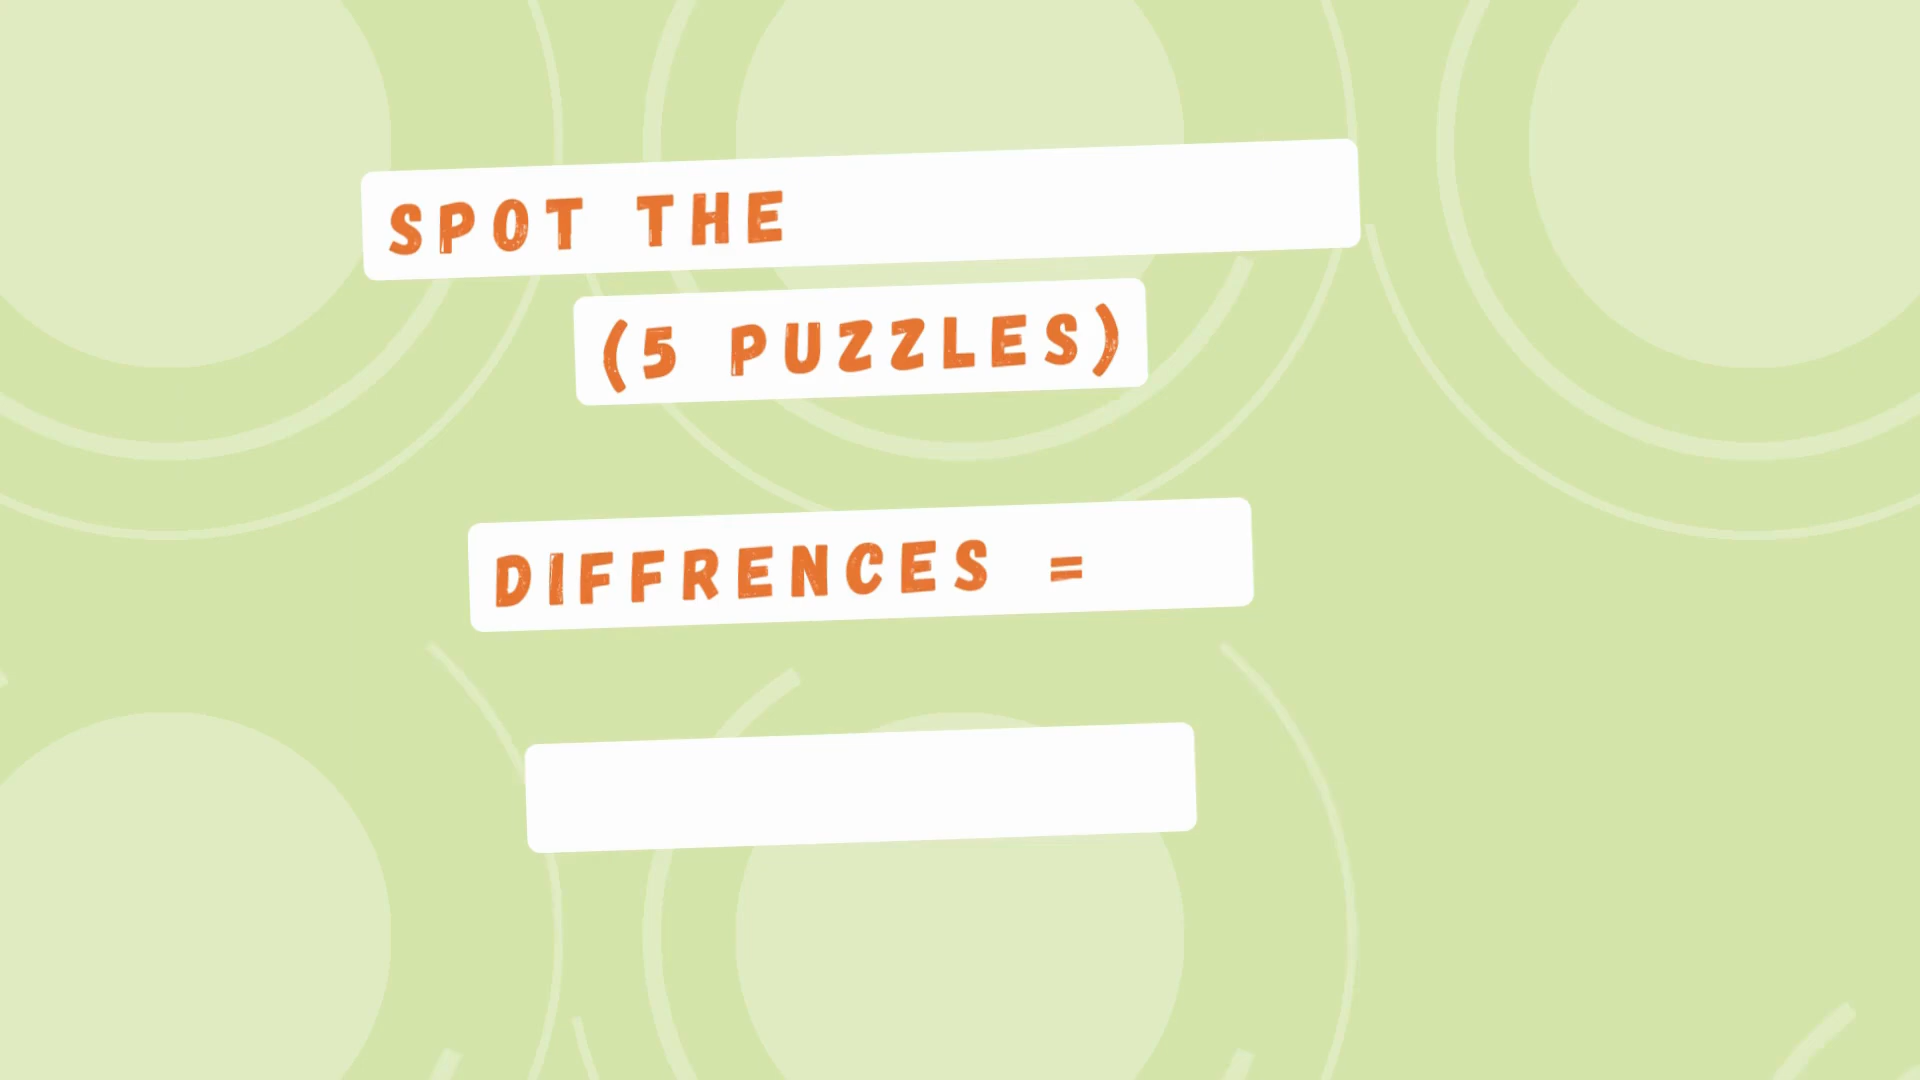 SPOT THE
(5 PUZZLES)
DIFFRENCES =